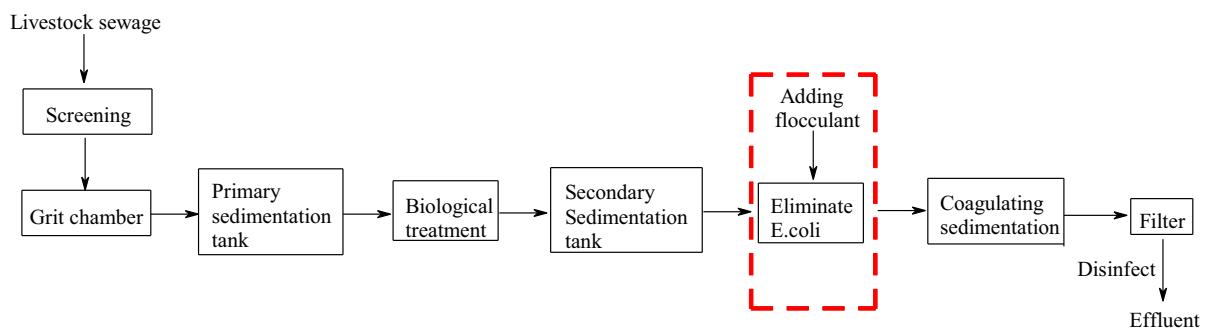 Livestock sewage
Screening
Grit chamber
Primary
sedimentation
tank
Biological
treatment
Secondary
Sedimentation
tank
Adding
flocculant
Eliminate
E.coli
Coagulating
sedimentation
Filter
Disinfect
Effluent